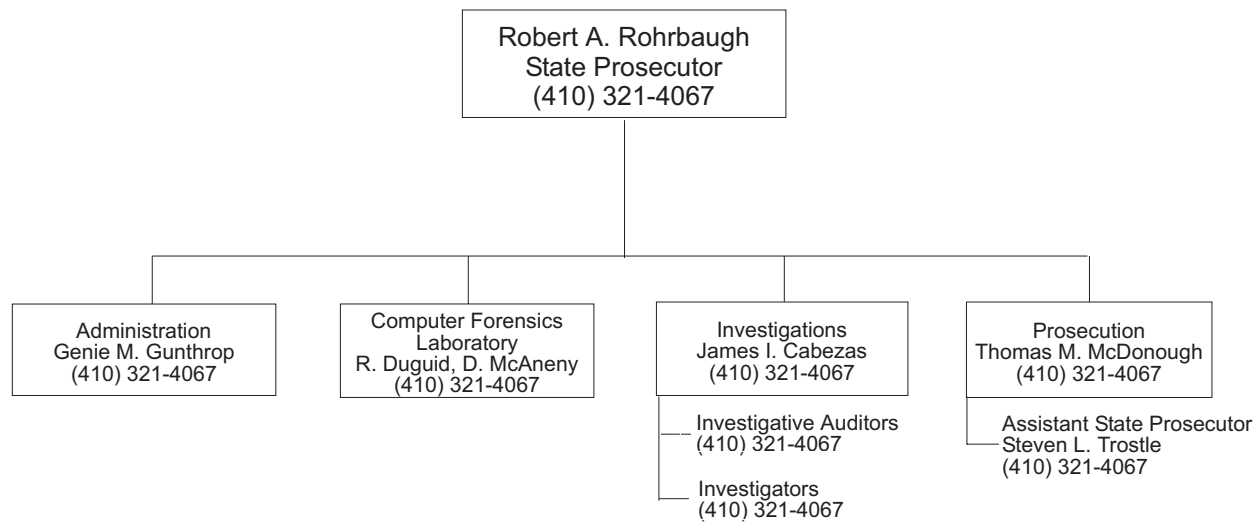 Robert A. Rohrbaugh
State Prosecutor
(410) 321-4067
Administration
Genie M. Gunthrop
(410) 321-4067
Computer Forensics
Laboratory
R. Duguid, D. McAneny
(410) 321-4067
Investigations
James I. Cabezas
(410) 321-4067
Investigative Auditors
(410) 321-4067
Investigators
(410) 321-4067
Prosecution
Thomas M. McDonough
(410) 321-4067
Assistant State Prosecutor
Steven L. Trostle
(410) 321-4067